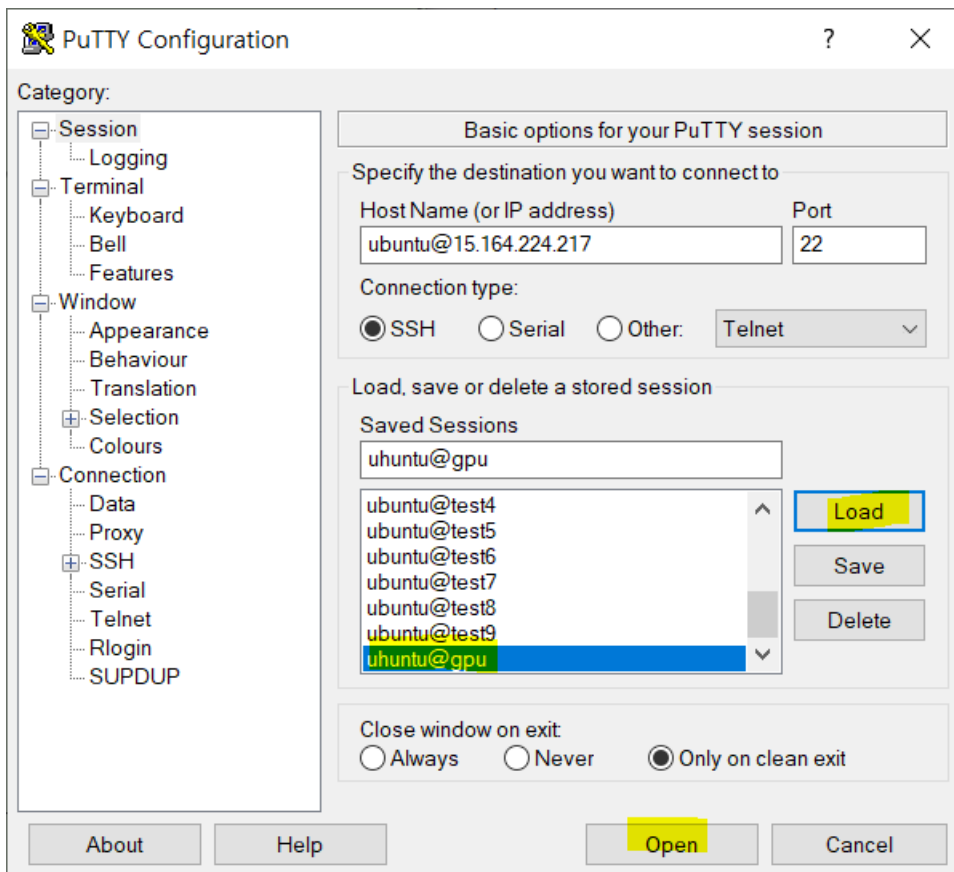 PuTTY Configuration
?
Category:
Session
Logging
Terminal
Keyboard
Bell
Features
Window
Appearance
Behaviour
Translation
Selection
Colours
Connection
Data
Proxy
SSH
Serial
Telnet
Rlogin
SUPDUP
Basic options for your PuTTY session
Specify the destination you want to connect to
Host Name (or IP address) Port
ubuntu@15.164.224.217 22
Connection type:
SSH Serial Other: Telnet
Load, save or delete a stored session
Saved Sessions
uhuntu@gpu
ubuntu@test4
ubuntu@test5
ubuntu@test6
ubuntu@test7
ubuntu@test8
ubuntu@test9
uhuntu@gpu
Load
Save
Delete
Close window on exit:
Always Never Only on clean exit
About Help Open Cancel